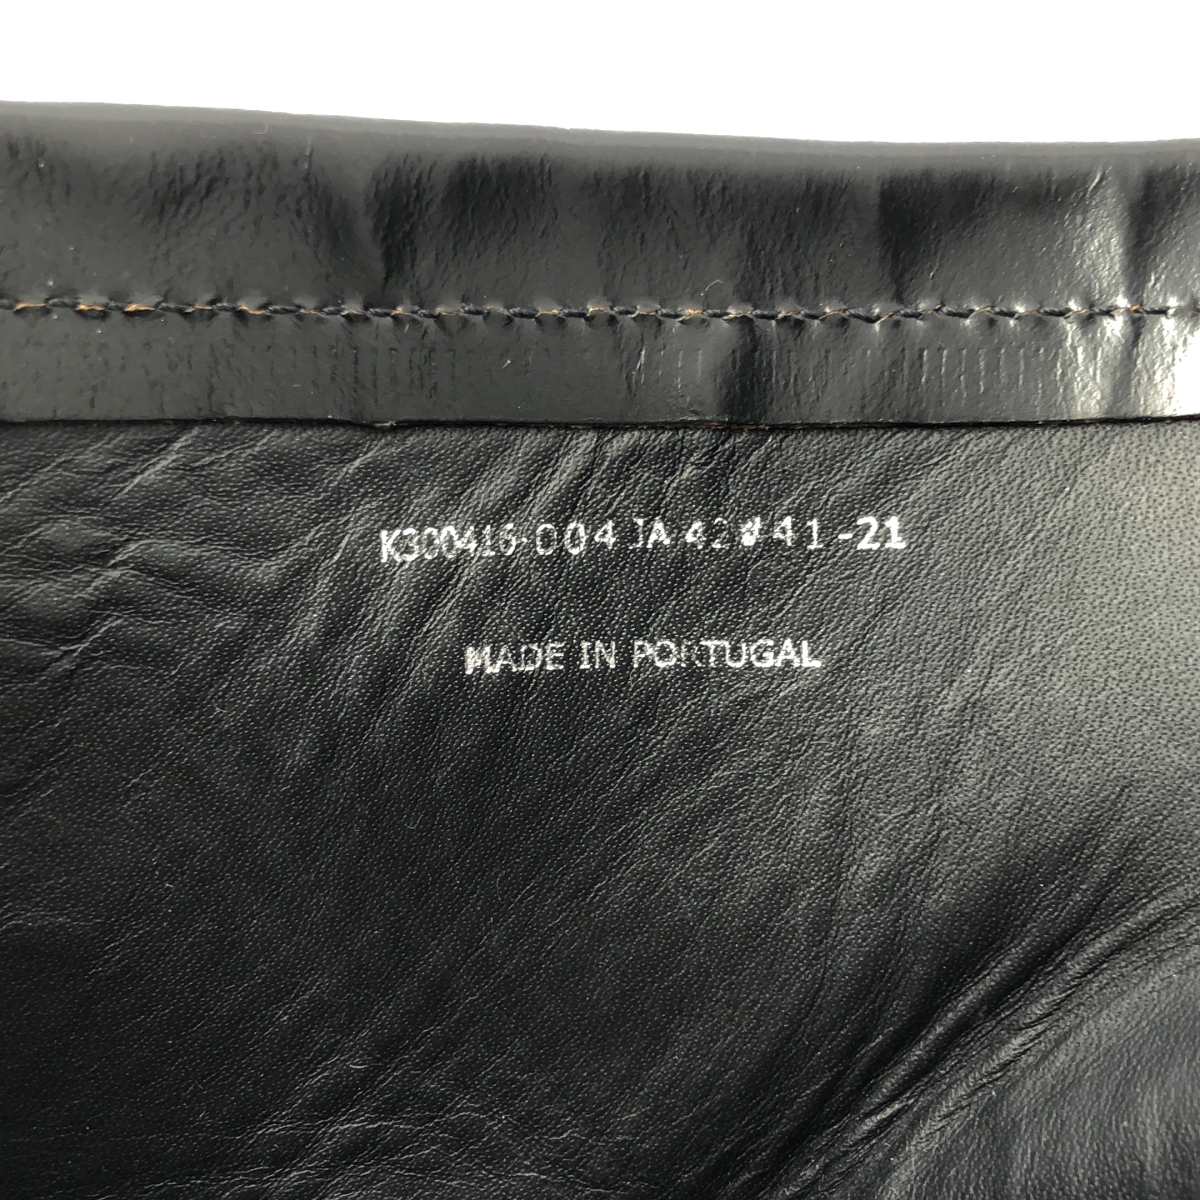 K300416-004 JA 42#41-21
MADE IN PORTUGAL